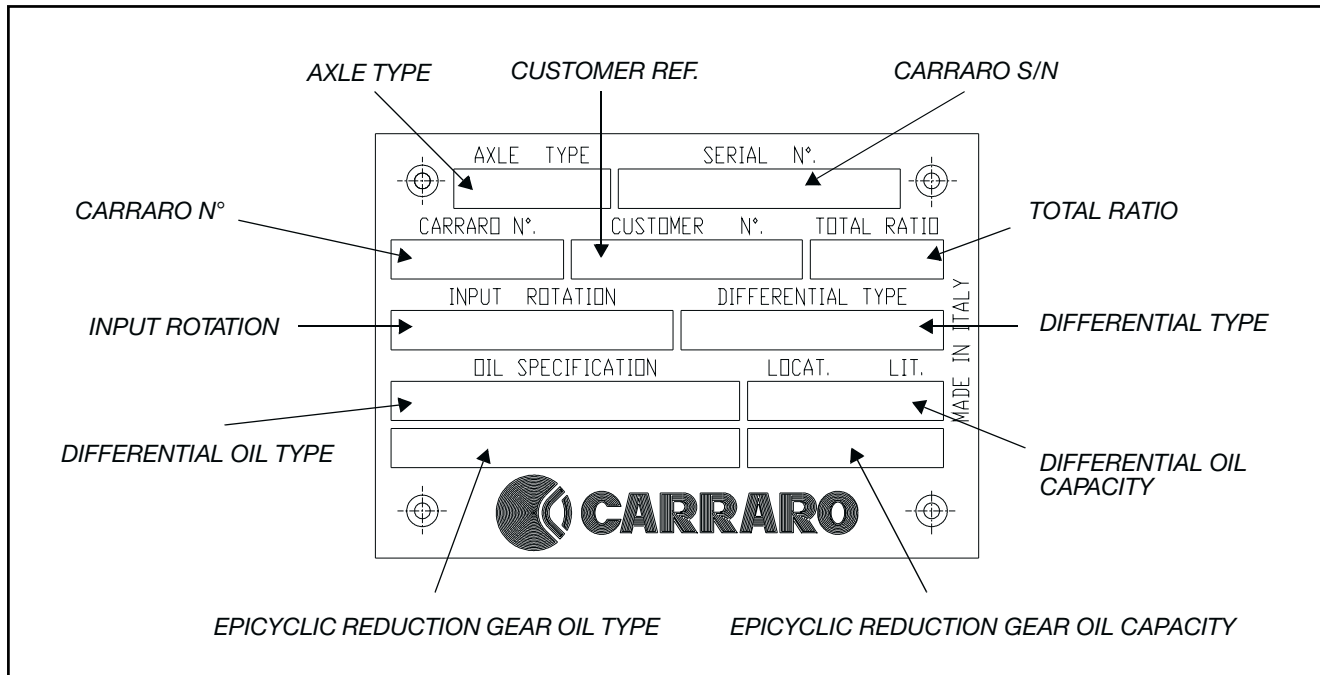 AXLE TYPE CUSTOMER REF. CARRARO S/N
AXLE TYPE SERIAL N°.
CARRARO N° TOTAL RATIO
CARRARO N°. CUSTOMER N°. TOTAL RATIO
INPUT ROTATION DIFFERENTIAL TYPE
INPUT ROTATION DIFFERENTIAL TYPE
MADE IN ITALY
OIL SPECIFICATION LOCAT. LIT.
DIFFERENTIAL OIL TYPE DIFFERENTIAL OIL
CAPACITY
CARRARO
EPICYCLIC REDUCTION GEAR OIL TYPE EPICYCLIC REDUCTION GEAR OIL CAPACITY